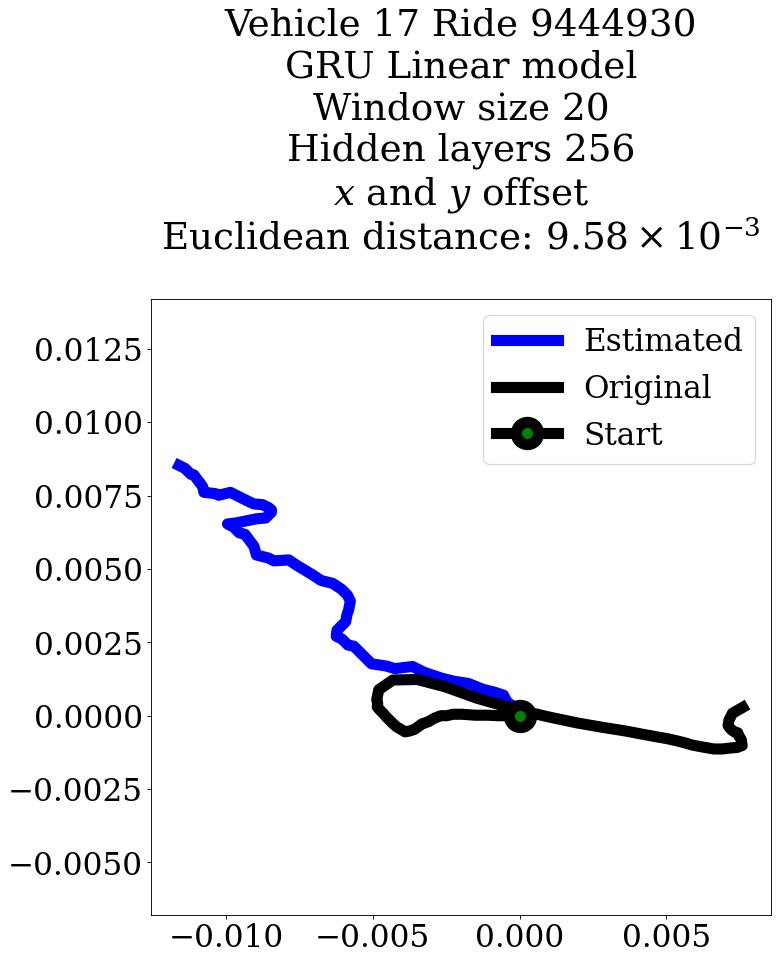 Vehicle 17 Ride 9444930
GRU Linear model
Window size 20
Hidden layers 256
x and y offset
Euclidean distance: 9.58 × 10⁻³
Estimated
Original
Start
0.0125
0.0100
0.0075
0.0050
0.0025
0.0000
−0.0025
−0.0050
−0.010 −0.005 0.000 0.005